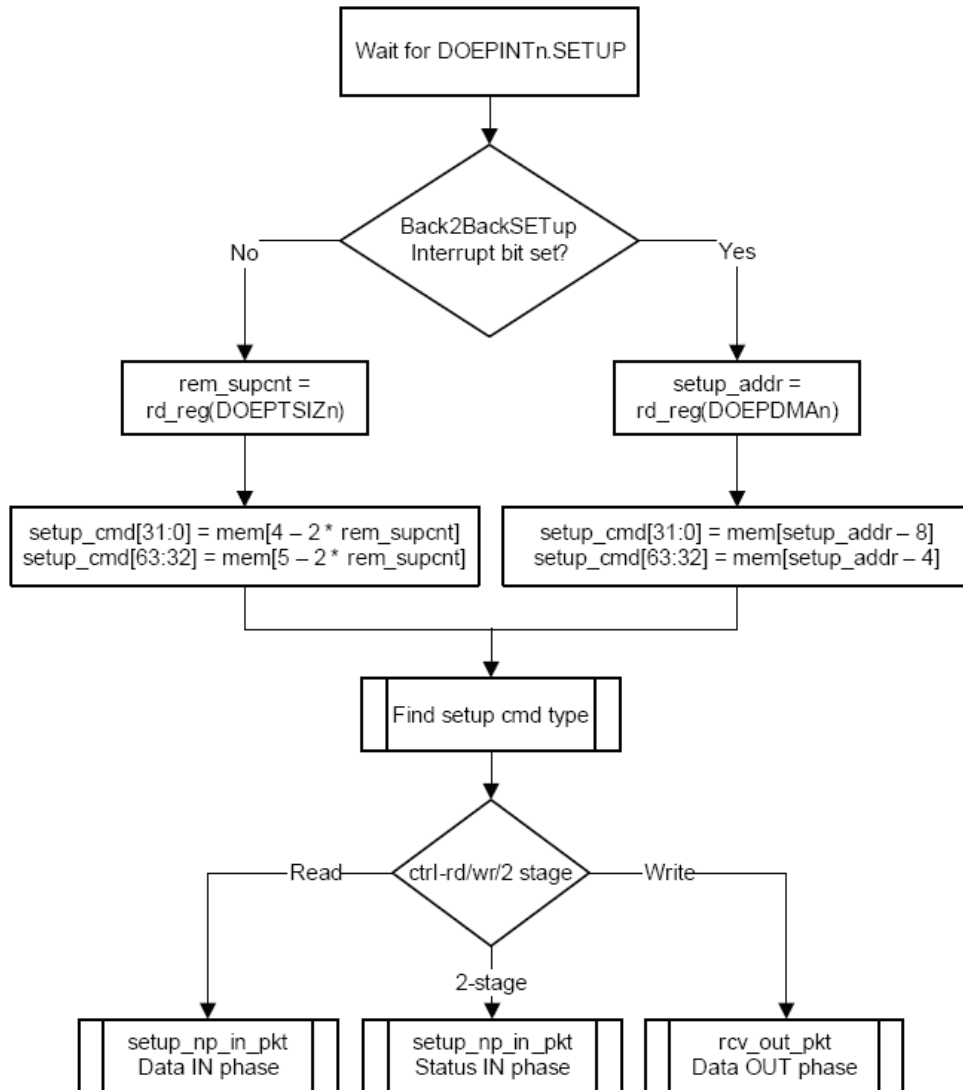 Wait for DOEPINTn.SETUP
Back2BackSETup
Interrupt bit set?
No
Yes
rem_supcnt =
rd_reg(DOEPTSIZn)
setup_addr =
rd_reg(DOEPDMAn)
setup_cmd[31:0] = mem[4 – 2 * rem_supcnt]
setup_cmd[63:32] = mem[5 – 2 * rem_supcnt]
setup_cmd[31:0] = mem[setup_addr – 8]
setup_cmd[63:32] = mem[setup_addr – 4]
Find setup cmd type
Read
ctrl-rd/wr/2 stage
Write
2-stage
setup_np_in_pkt
Data IN phase
setup_np_in_pkt
Status IN phase
rcv_out_pkt
Data OUT phase